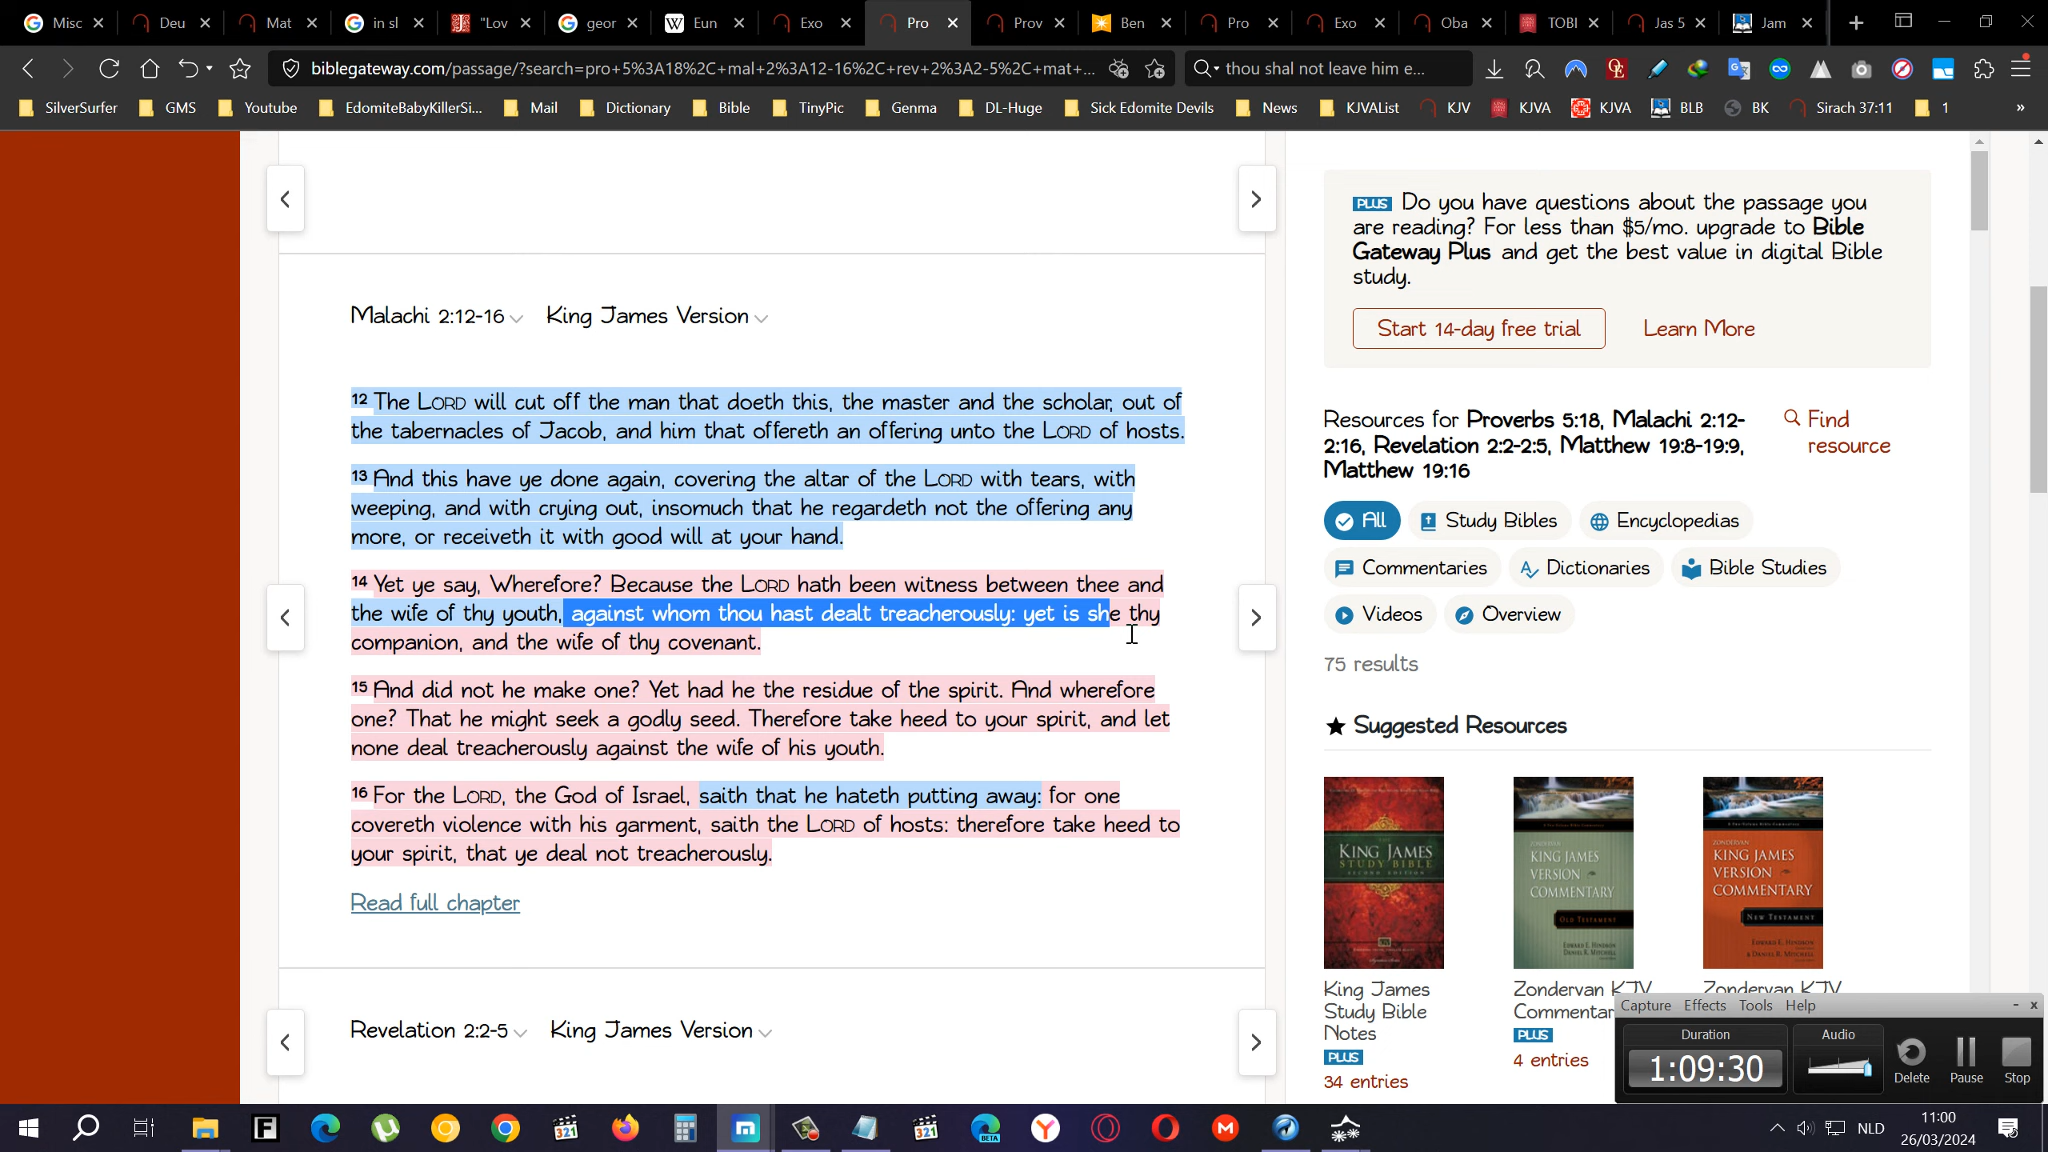 Misc
Deu
Mat
in sl
"Lov
geor
Eun
Exo
Pro
Prov
Ben
Pro
Exo
Oba
TOBI
Jas 5
Jam
biblegateway.com/passage/?search=pro+5%3A18%2C+mal+2%3A12-16%2C+rev+2%3A2-5%2C+mat+...
thou shal not leave him e...
SilverSurfer
GMS
Youtube
EdomiteBabyKillerSi...
Mail
Dictionary
Bible
TinyPic
Genma
DL-Huge
Sick Edomite Devils
News
KJVAList
KJV
KJVA
KJVA
BLB
BK
Sirach 37:11
1
Malachi 2:12-16 King James Version
12 The LORD will cut off the man that doeth this, the master and the scholar, out of
the tabernacles of Jacob, and him that offereth an offering unto the LORD of hosts.
13 And this have ye done again, covering the altar of the LORD with tears, with
weeping, and with crying out, insomuch that he regardeth not the offering any
more, or receiveth it with good will at your hand.
14 Yet ye say, Wherefore? Because the LORD hath been witness between thee and
the wife of thy youth, against whom thou hast dealt treacherously: yet is she thy
companion, and the wife of thy covenant.
15 And did not he make one? Yet had he the residue of the spirit. And wherefore
one? That he might seek a godly seed. Therefore take heed to your spirit, and let
none deal treacherously against the wife of his youth.
16 For the LORD, the God of Israel, saith that he hateth putting away: for one
covereth violence with his garment, saith the LORD of hosts: therefore take heed to
your spirit, that ye deal not treacherously.
Read full chapter
Revelation 2:2-5 King James Version
PLUS Do you have questions about the passage you
are reading? For less than $5/mo. upgrade to Bible
Gateway Plus and get the best value in digital Bible
study.
Start 14-day free trial
Learn More
Resources for Proverbs 5:18, Malachi 2:12-
2:16, Revelation 2:2-2:5, Matthew 19:8-19:9,
Matthew 19:16
Find
resource
All
Study Bibles
Encyclopedias
Commentaries
Dictionaries
Bible Studies
Videos
Overview
75 results
Suggested Resources
KING JAMES
STUDY BIBLE
KING JAMES
VERSION
COMMENTARY
OLD TESTAMENT
KING JAMES
VERSION
COMMENTARY
NEW TESTAMENT
King James
Study Bible
Notes
PLUS
34 entries
Zondervan KJV
Commentar
PLUS
4 entries
Zondervan KJV
Capture Effects Tools Help
Duration
1:09:30
Audio
Delete
Pause
Stop
321
321
BETA
NLD
11:00
26/03/2024